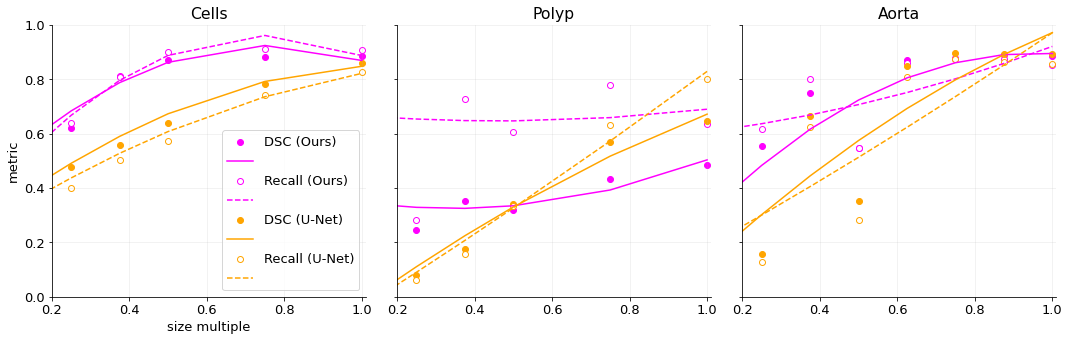 Cells
Polyp
Aorta
metric
1.0
0.8
0.6
0.4
0.2
0.0
DSC (Ours)
Recall (Ours)
DSC (U-Net)
Recall (U-Net)
0.2 0.4 0.6 0.8 1.0
0.2 0.4 0.6 0.8 1.0
0.2 0.4 0.6 0.8 1.0
size multiple